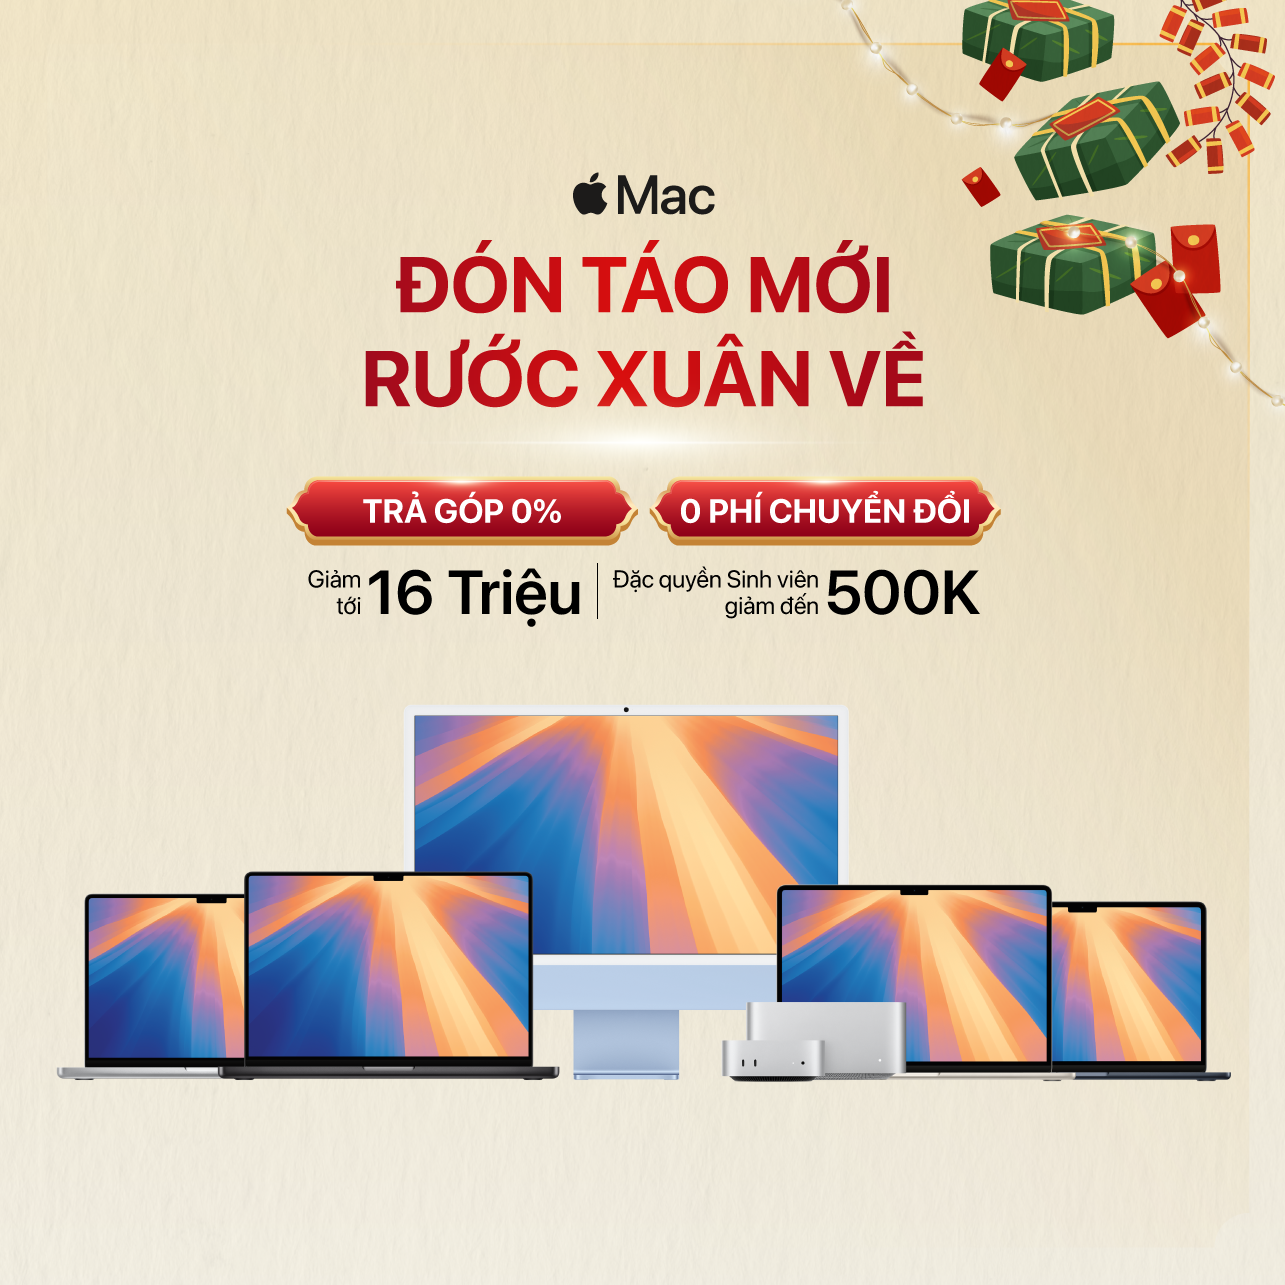 Mac
ĐÓN TÁO MỚI
RƯỚC XUÂN VỀ
TRẢ GÓP 0%
0 PHÍ CHUYỂN ĐỔI
Giảm tới 16 Triệu
Đặc quyền Sinh viên giảm đến 500K